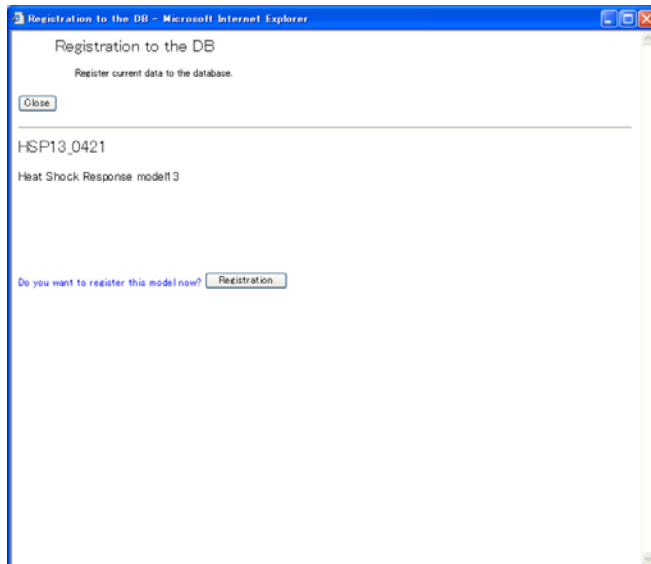 Registration to the DB - Microsoft Internet Explorer
Registration to the DB
Register current data to the database.
Close
HSP13_0421
Heat Shock Response model13
Do you want to register this model now? Registration